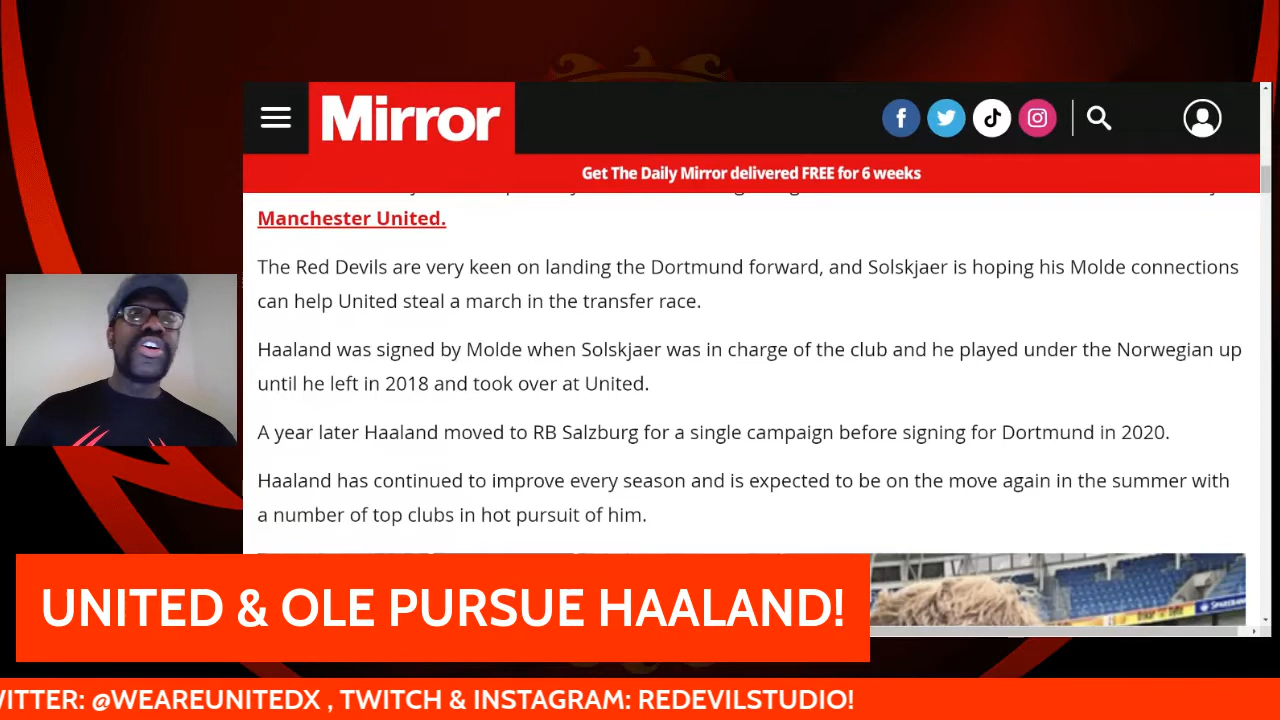 Mirror
Get The Daily Mirror delivered FREE for 6 weeks
Manchester United.
The Red Devils are very keen on landing the Dortmund forward, and Solskjaer is hoping his Molde connections
can help United steal a march in the transfer race.
Haaland was signed by Molde when Solskjaer was in charge of the club and he played under the Norwegian up
until he left in 2018 and took over at United.
A year later Haaland moved to RB Salzburg for a single campaign before signing for Dortmund in 2020.
Haaland has continued to improve every season and is expected to be on the move again in the summer with
a number of top clubs in hot pursuit of him.
UNITED & OLE PURSUE HAALAND!
WITTER: @WEAREUNITEDX , TWITCH & INSTAGRAM: REDEVILSTUDIO!